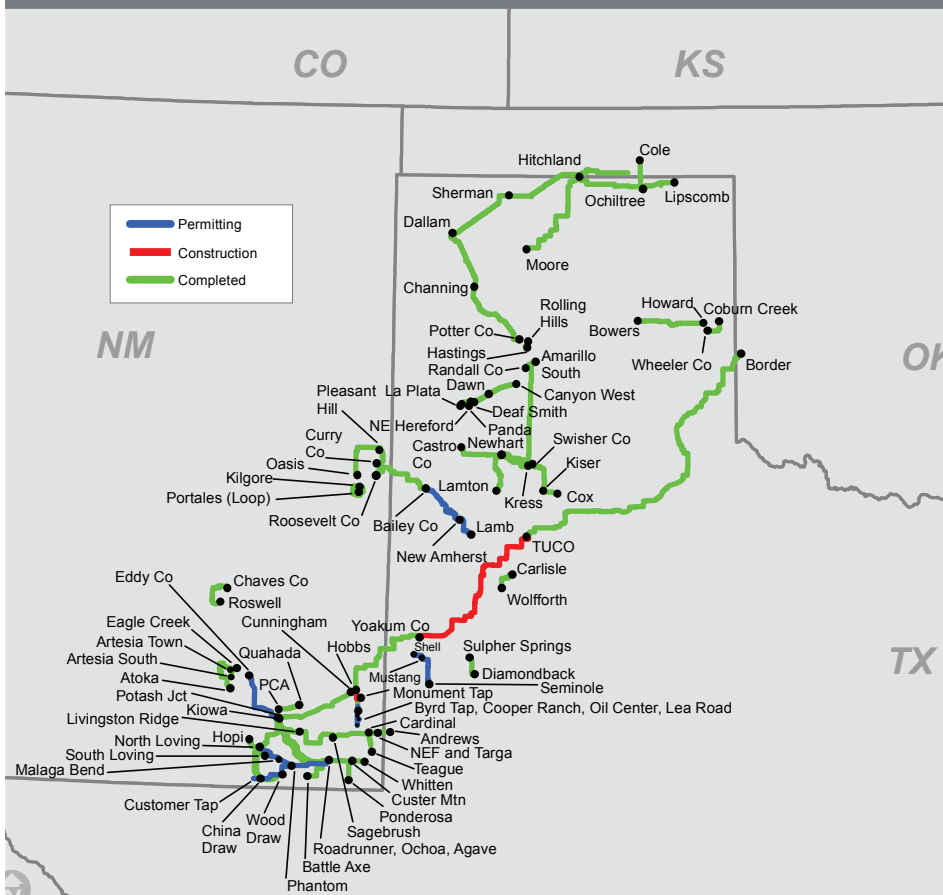 CO
KS
Cole
Hitchland
Sherman
Ochiltree
Lipscomb
Permitting
Construction
Completed
Dallam
Moore
Channing
Rolling
Hills
Howard
Coburn Creek
Potter Co
Bowers
NM
Hastings
Wheeler Co
Border
OK
Randall Co
Amarillo
South
Pleasant
Hill
La Plata
Dawn
Canyon West
Deaf Smith
NE Hereford
Panda
Curry
Co
Castro
Co
Newhart
Swisher Co
Oasis
Kiser
Kilgore
Lamton
Portales (Loop)
Kress
Cox
Roosevelt Co
Bailey Co
Lamb
New Amherst
TUCO
Carlisle
Wolfforth
Eddy Co
Chaves Co
Roswell
Eagle Creek
Cunningham
Yoakum Co
Artesia Town
Hobbs
Shell
Sulpher Springs
Artesia South
Quahada
Mustang
Diamondback
Atoka
PCA
Seminole
TX
Potash Jct
Monument Tap
Kiowa
Byrd Tap, Cooper Ranch, Oil Center, Lea Road
Livingston Ridge
Cardinal
Hopi
Andrews
North Loving
NEF and Targa
South Loving
Teague
Malaga Bend
Whitten
Customer Tap
Custer Mtn
Wood
Draw
Ponderosa
China
Draw
Sagebrush
Roadrunner, Ochoa, Agave
Battle Axe
Phantom